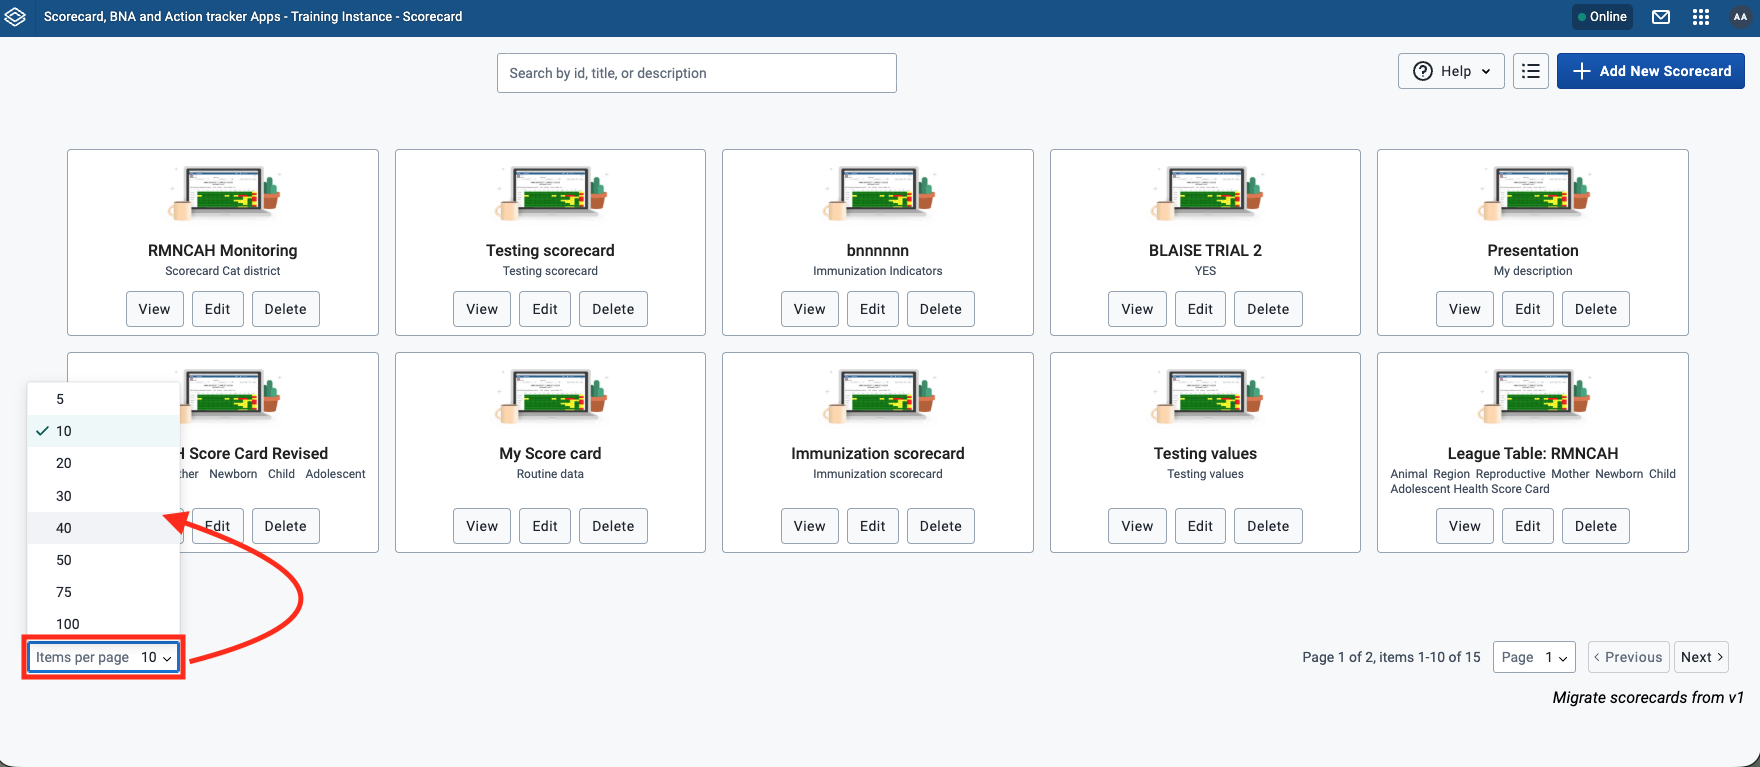 Scorecard, BNA and Action tracker Apps - Training Instance - Scorecard
Online
AA
Search by id, title, or description
Help
Add New Scorecard
RMNCAH Monitoring
Scorecard Cat district
View Edit Delete
Testing scorecard
Testing scorecard
View Edit Delete
bnnnnnn
Immunization Indicators
View Edit Delete
BLAISE TRIAL 2
YES
View Edit Delete
Presentation
My description
View Edit Delete
H Score Card Revised
ther Newborn Child Adolescent
Edit Delete
My Score card
Routine data
View Edit Delete
Immunization scorecard
Immunization scorecard
View Edit Delete
Testing values
Testing values
View Edit Delete
League Table: RMNCAH
Animal Region Reproductive Mother Newborn Child
Adolescent Health Score Card
View Edit Delete
5
10
20
30
40
50
75
100
Items per page 10
Page 1 of 2, items 1-10 of 15
Page 1
Previous
Next
Migrate scorecards from v1